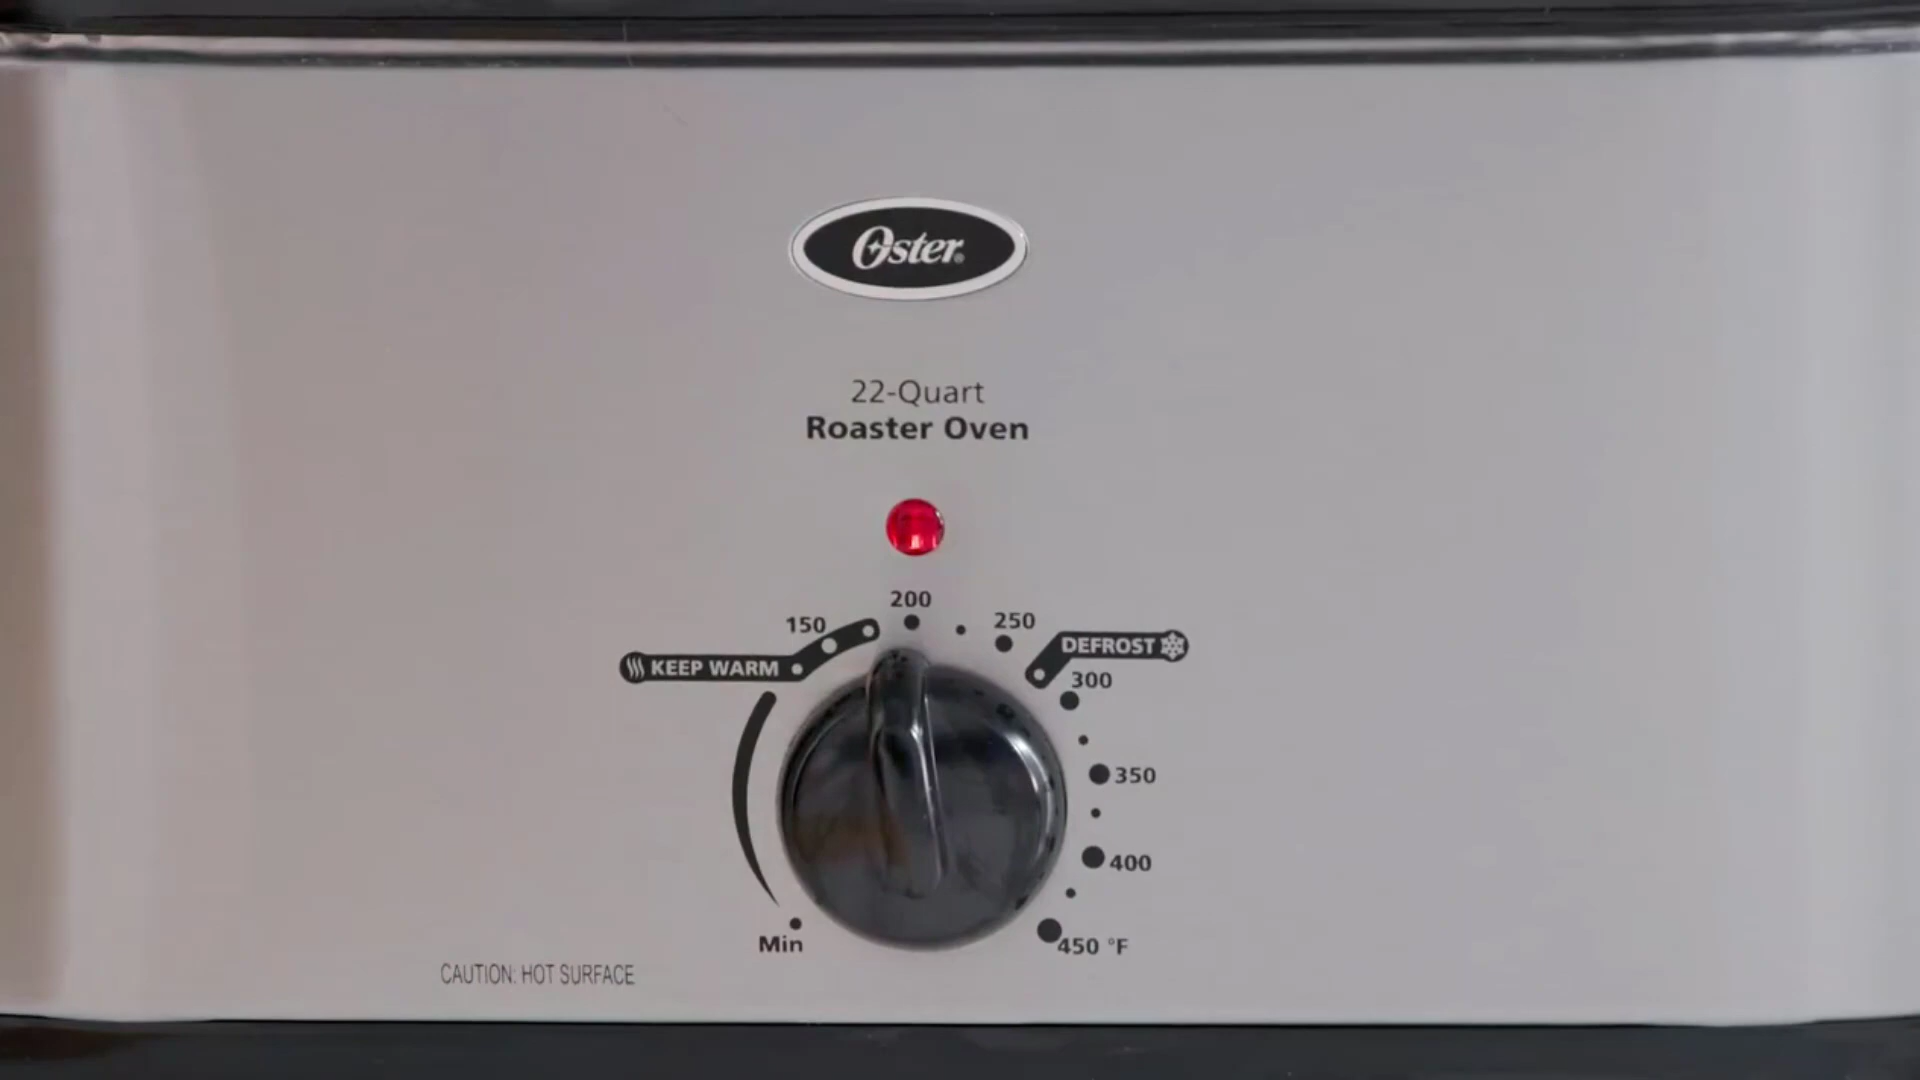 Oster®
22-Quart
Roaster Oven
200
150
250
KEEP WARM
DEFROST
300
350
400
Min
450 °F
CAUTION: HOT SURFACE